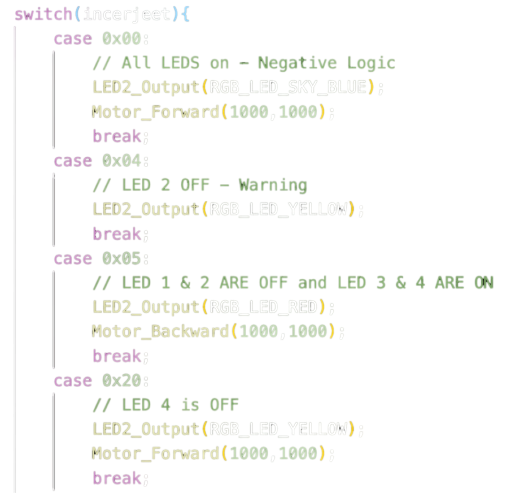 switch(incerjeet){
case 0x00:
// All LEDS on – Negative Logic
LED2_Output(RGB_LED_SKY_BLUE);
Motor_Forward(1000,1000);
break;
case 0x04:
// LED 2 OFF – Warning
LED2_Output(RGB_LED_YELLOW);
break;
case 0x05:
// LED 1 & 2 ARE OFF and LED 3 & 4 ARE ON
LED2_Output(RGB_LED_RED);
Motor_Backward(1000,1000);
break;
case 0x20:
// LED 4 is OFF
LED2_Output(RGB_LED_YELLOW);
Motor_Forward(1000,1000);
break;